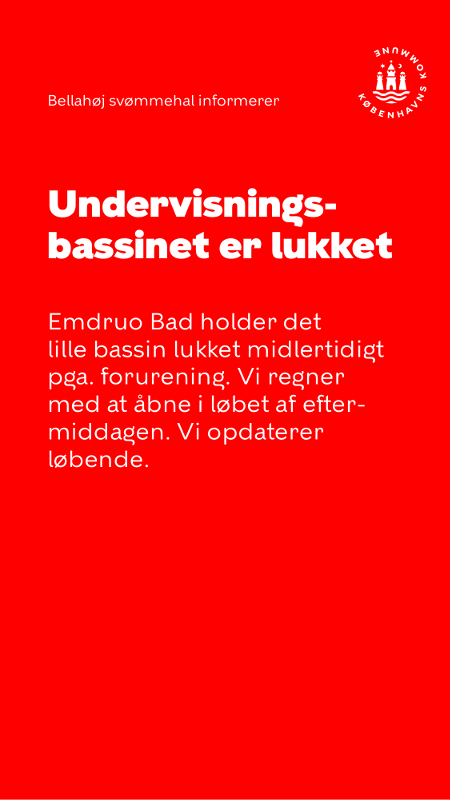 Bellahøj svømmehal informerer
KØBENHAVNS KOMMUNE
Undervisnings-
bassinet er lukket
Emdruo Bad holder det
lille bassin lukket midlertidigt
pga. forurening. Vi regner
med at åbne i løbet af efter-
middagen. Vi opdaterer
løbende.